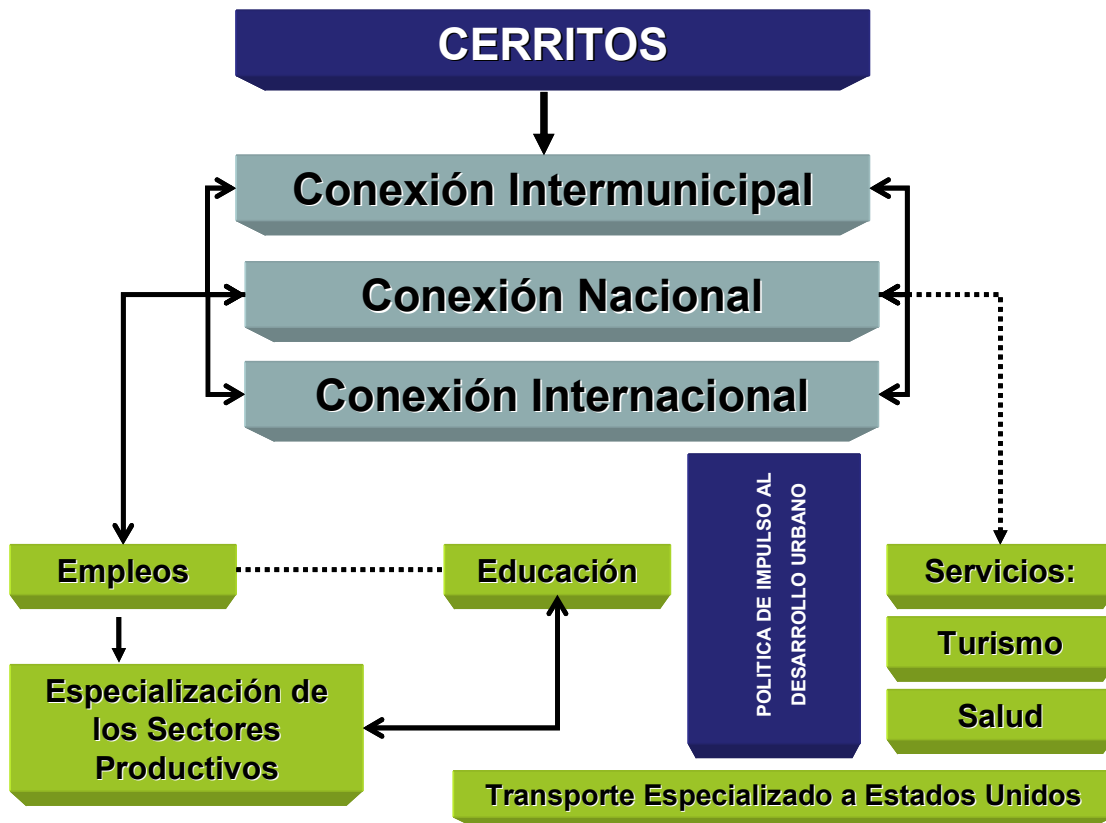 CERRITOS
Conexión Intermunicipal
Conexión Nacional
Conexión Internacional
POLITICA DE IMPULSO AL
DESARROLLO URBANO
Empleos
Educación
Servicios:
Turismo
Especialización de
los Sectores
Productivos
Salud
Transporte Especializado a Estados Unidos